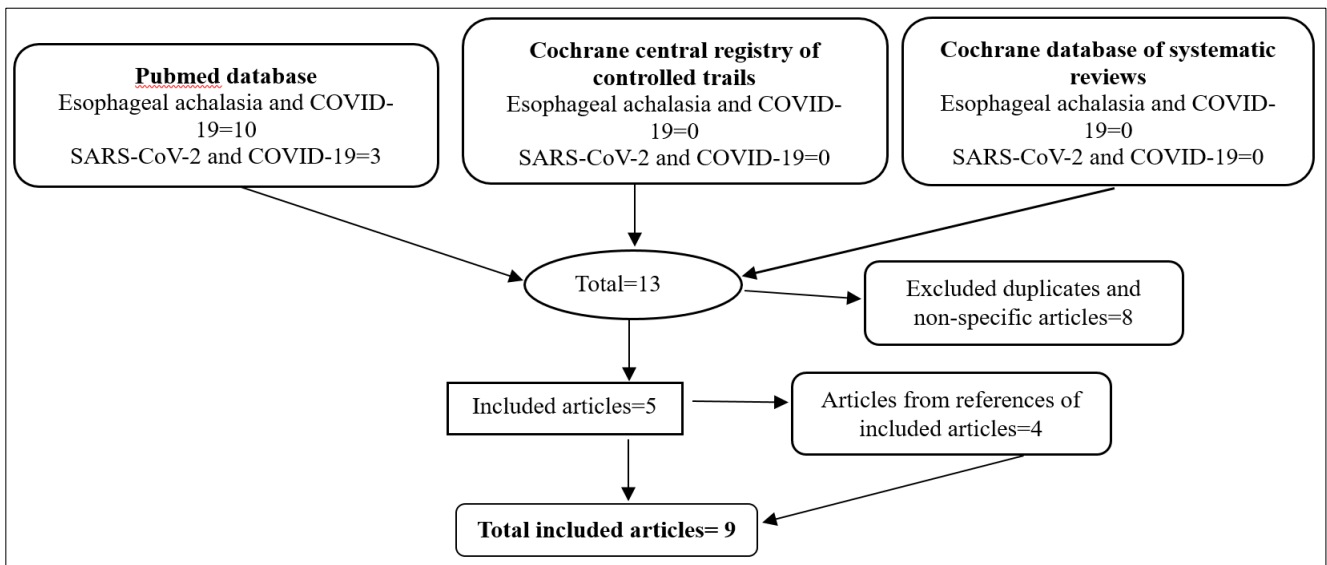 Pubmed database
Esophageal achalasia and COVID-
19=10
SARS-CoV-2 and COVID-19=3
Cochrane central registry of
controlled trails
Esophageal achalasia and COVID-
19=0
SARS-CoV-2 and COVID-19=0
Cochrane database of systematic
reviews
Esophageal achalasia and COVID-
19=0
SARS-CoV-2 and COVID-19=0
Total=13
Excluded duplicates and
non-specific articles=8
Included articles=5
Articles from references of
included articles=4
Total included articles= 9